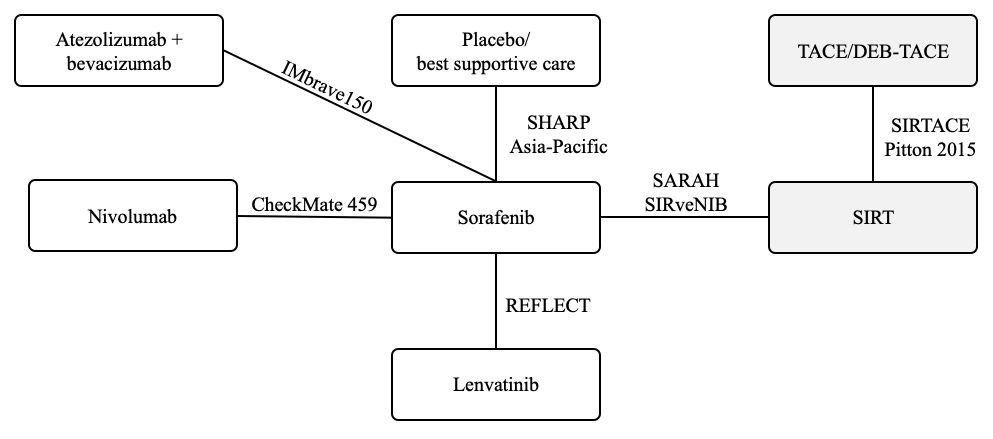 Atezolizumab +
bevacizumab
Placebo/
best supportive care
TACE/DEB-TACE
IMbrave150
SHARP
Asia-Pacific
SIRTACE
Pitton 2015
Nivolumab
CheckMate 459
Sorafenib
SARAH
SIRveNIB
SIRT
REFLECT
Lenvatinib